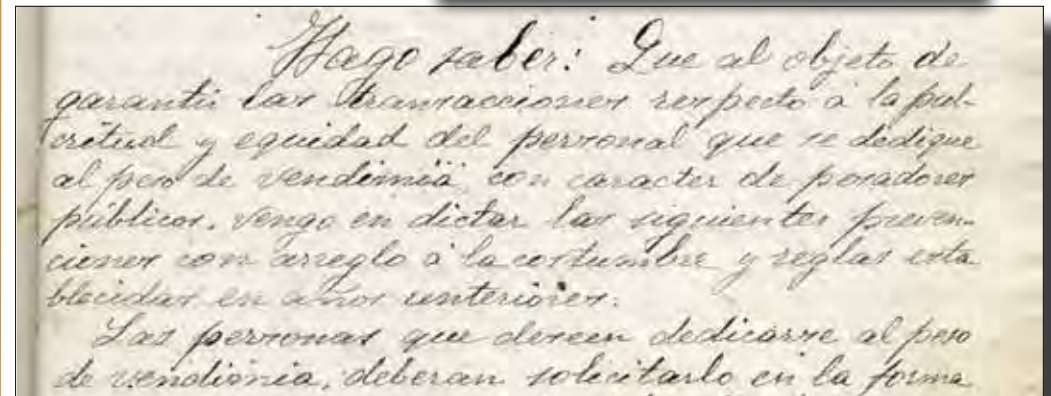 Hago saber: Que al objeto de
garantir las transacciones respecto á la pul-
critud y equidad del personal que se dedique
al peso de vendimia, con caracter de pesadores
públicos, vengo en dictar las siguientes preven-
ciones con arreglo á la costumbre y reglas esta
blecidas en años anteriores.
Las personas que deseen dedicarse al peso
de vendimia, deberan solicitarlo en la forma